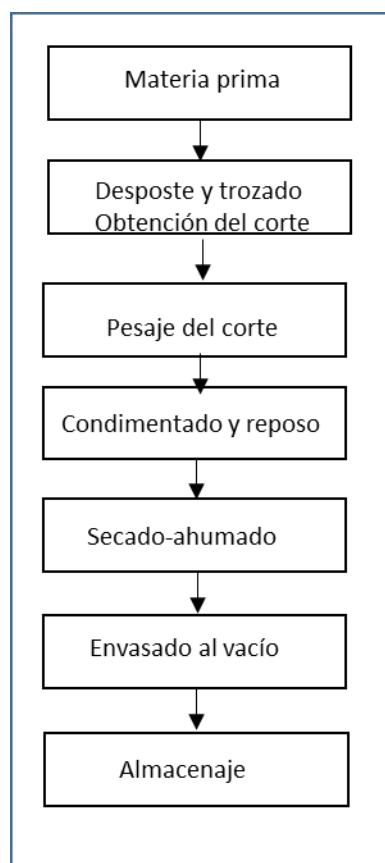 Materia prima
Desposte y trozado
Obtención del corte
Pesaje del corte
Condimentado y reposo
Secado-ahumado
Envasado al vacío
Almacenaje